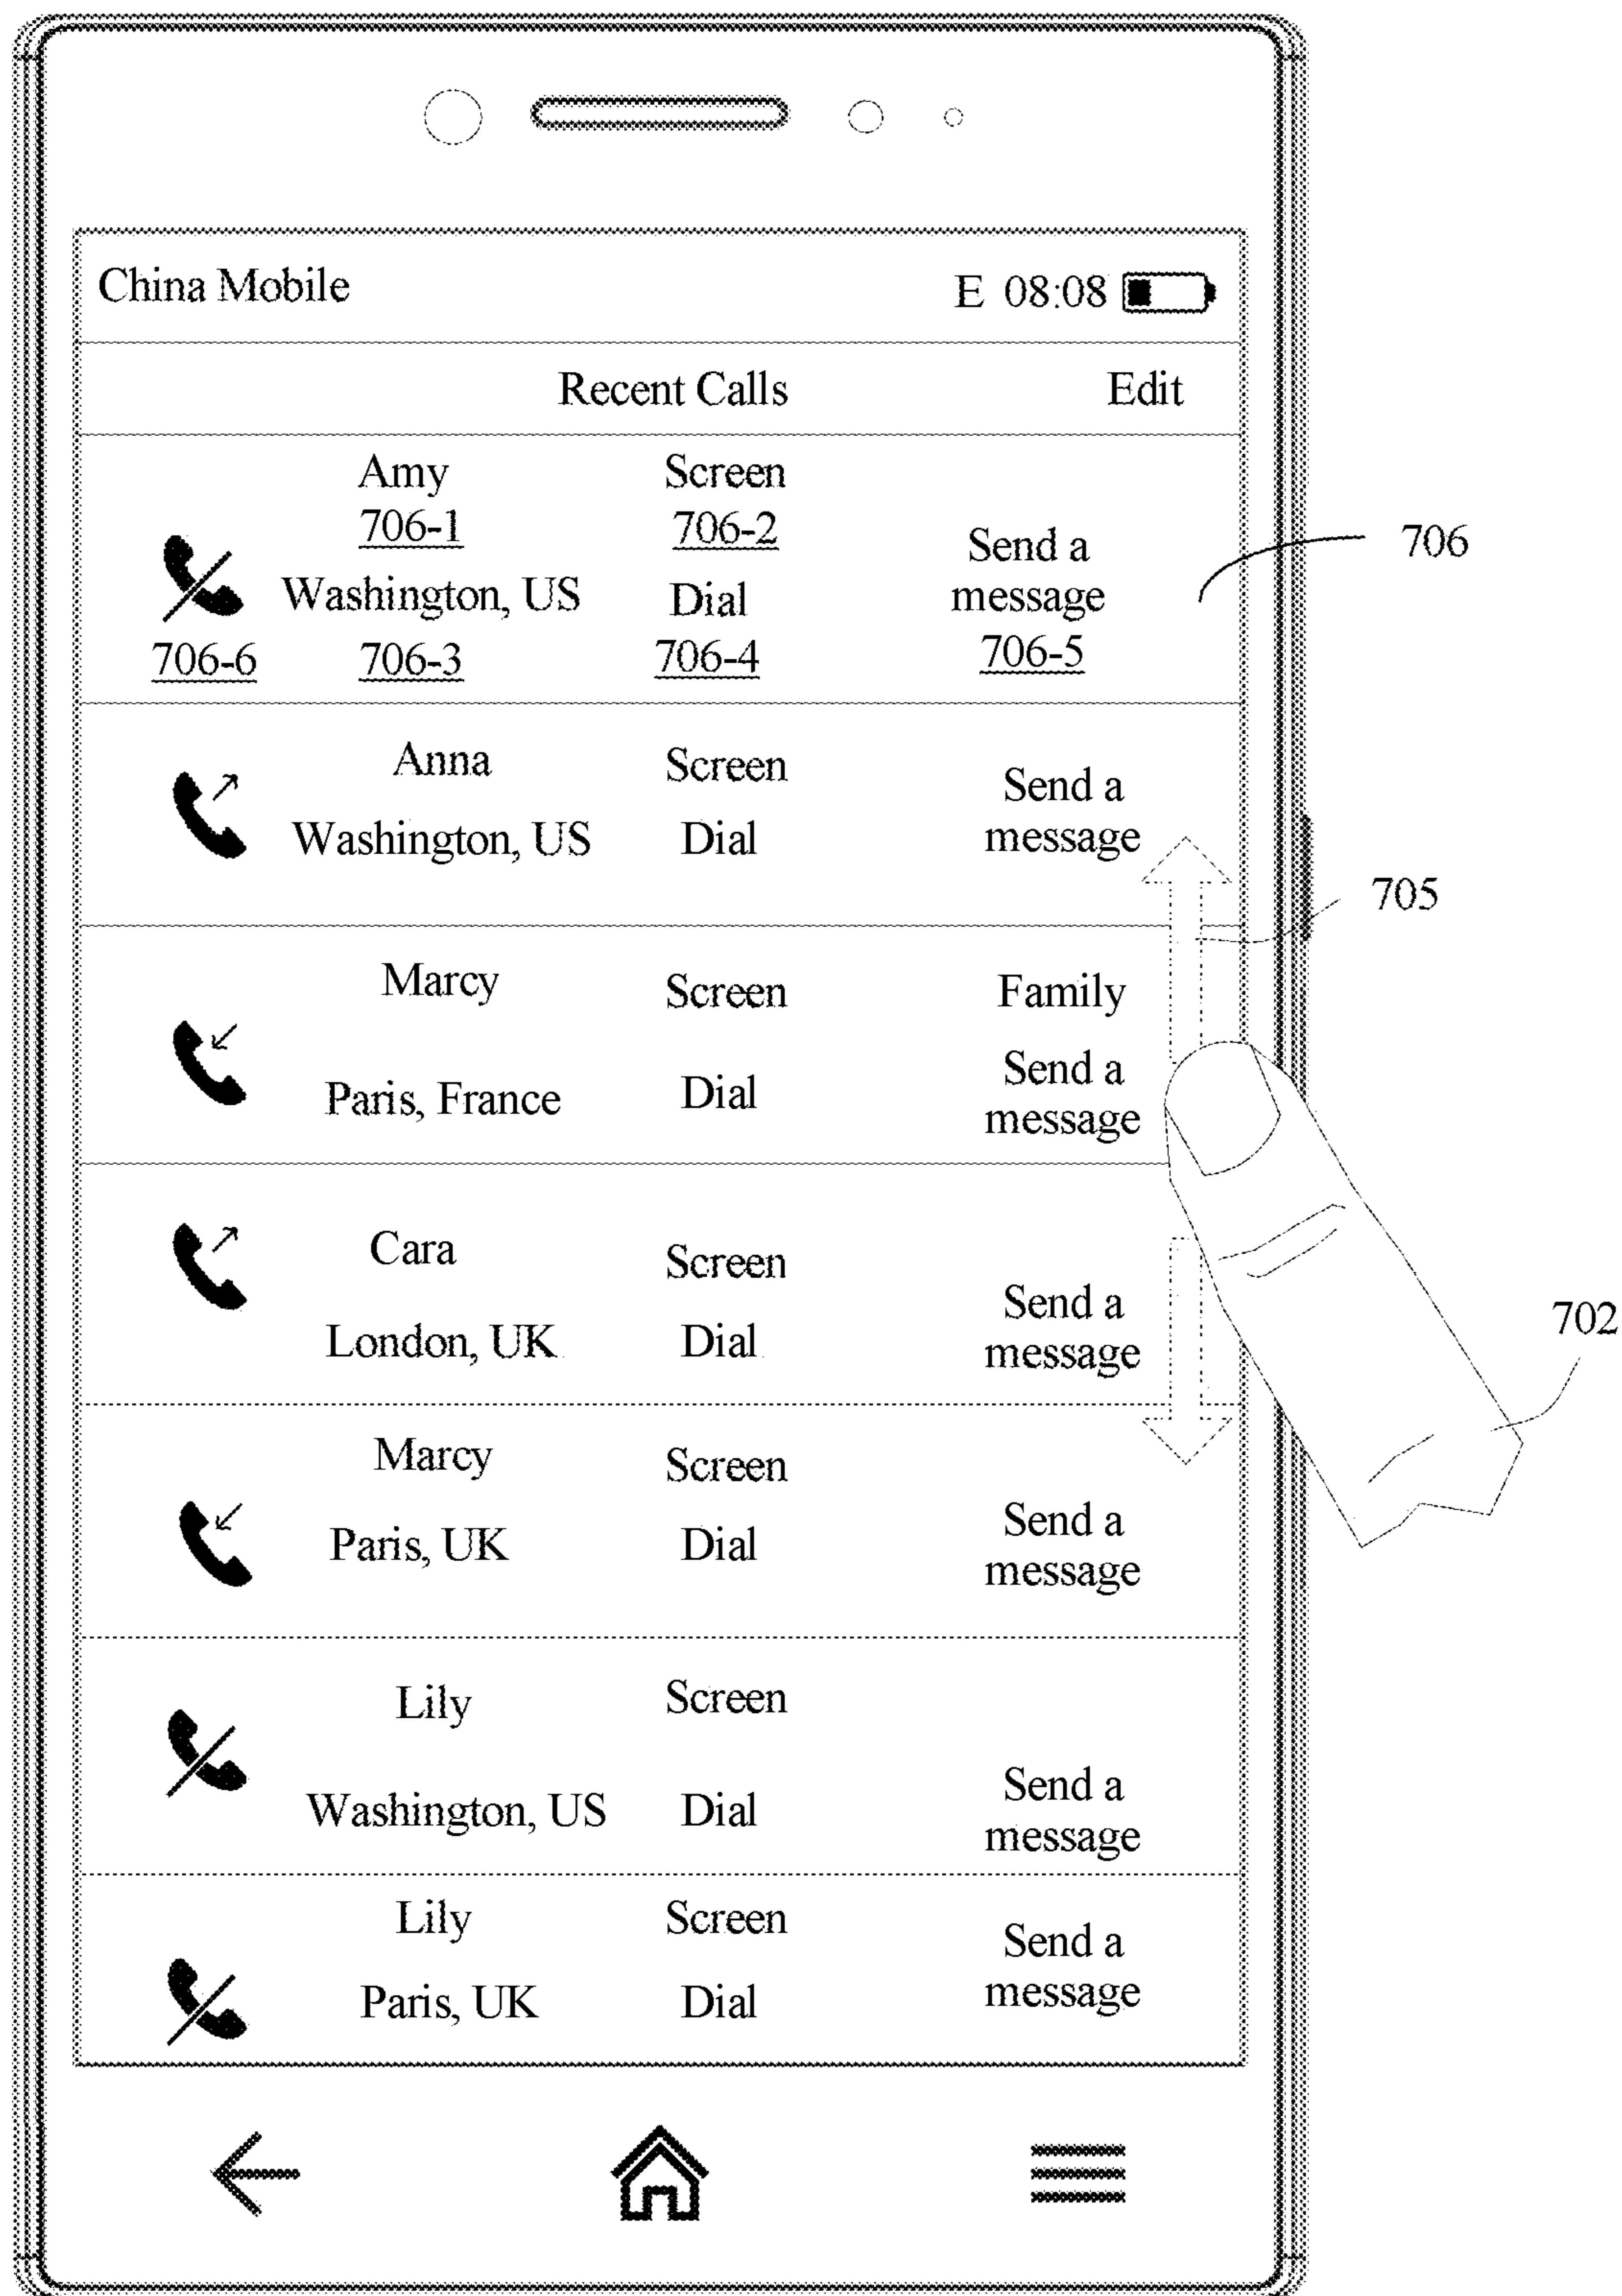 China Mobile
E 08:08
Recent Calls
Edit
Amy
706-1
Screen
706-2
Send a
message
706-5
706
Washington, US
Dial
706-6
706-3
706-4
Anna
Screen
Send a
message
Washington, US
Dial
705
Marcy
Screen
Family
Paris, France
Dial
Send a
message
Cara
Screen
Send a
message
London, UK
Dial
702
Marcy
Screen
Send a
message
Paris, UK
Dial
Lily
Screen
Washington, US
Dial
Send a
message
Lily
Screen
Send a
message
Paris, UK
Dial